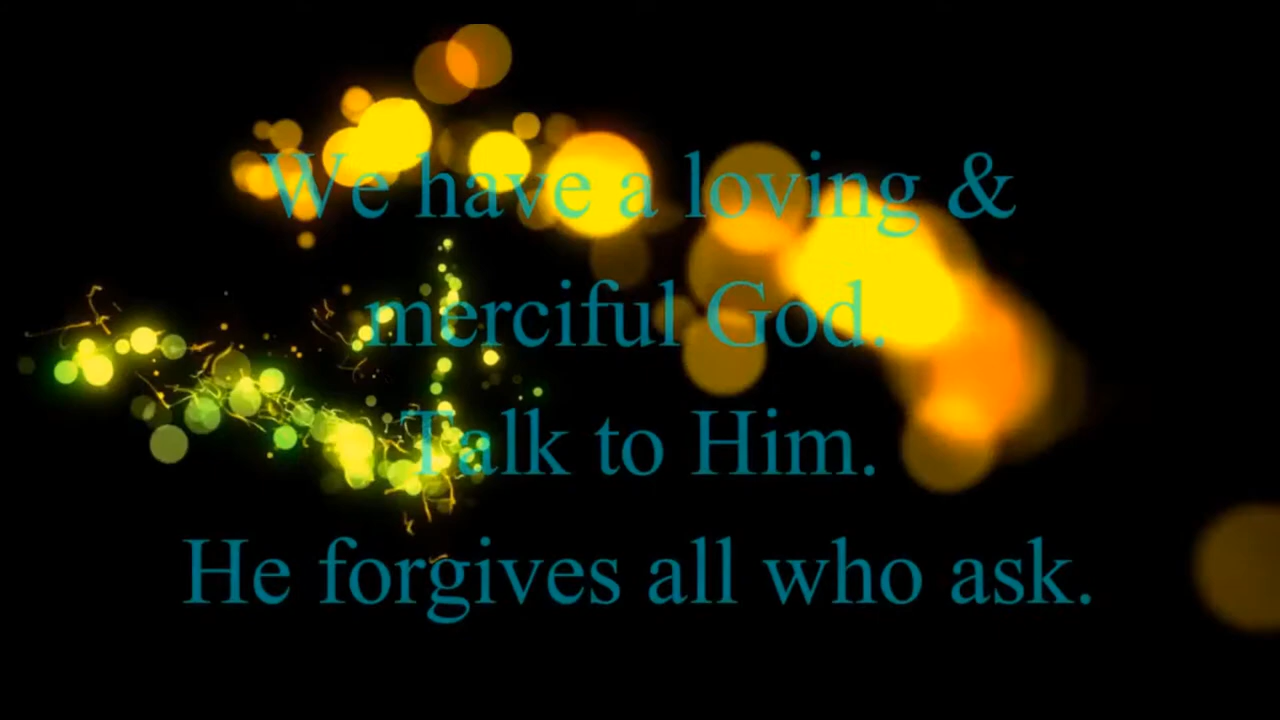 We have a loving &
merciful God.
Talk to Him.
He forgives all who ask.